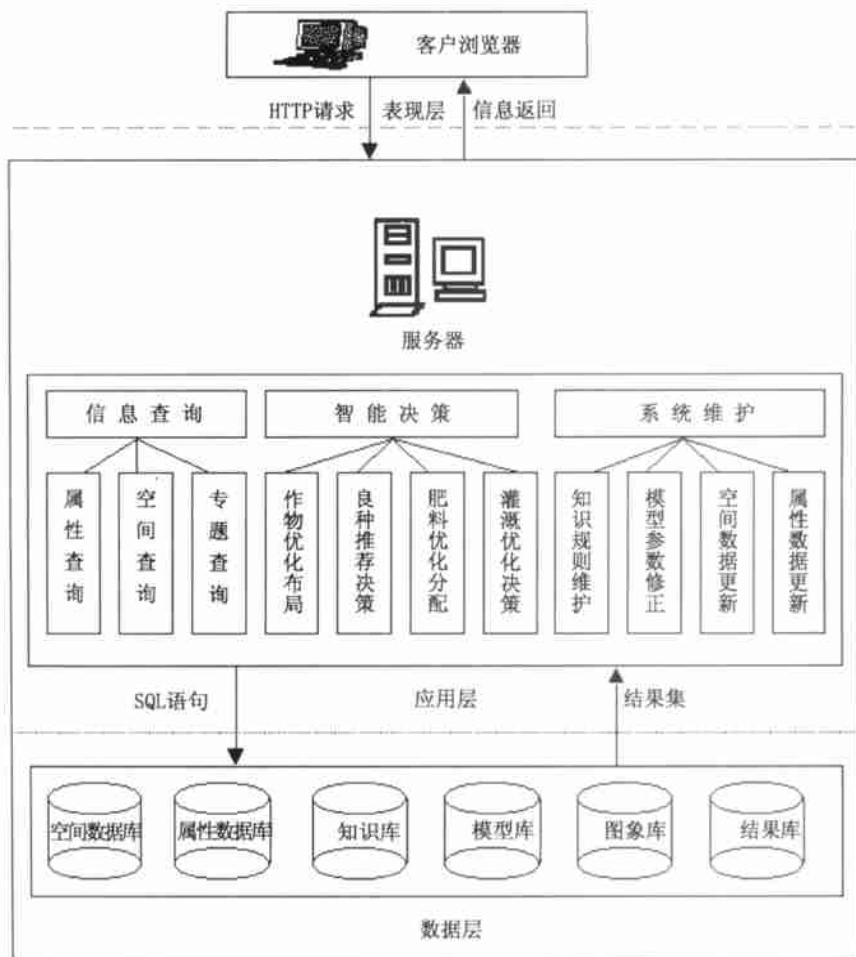 客户浏览器
HTTP请求
表现层
信息返回
服务器
信息查询
智能决策
系统维护
属性查询
空间查询
专题查询
作物优化布局
良种推荐决策
肥料优化分配
灌溉优化决策
知识规则维护
模型参数修正
空间数据更新
属性数据更新
SQL语句
应用层
结果集
空间数据库
属性数据库
知识库
模型库
图象库
结果库
数据层